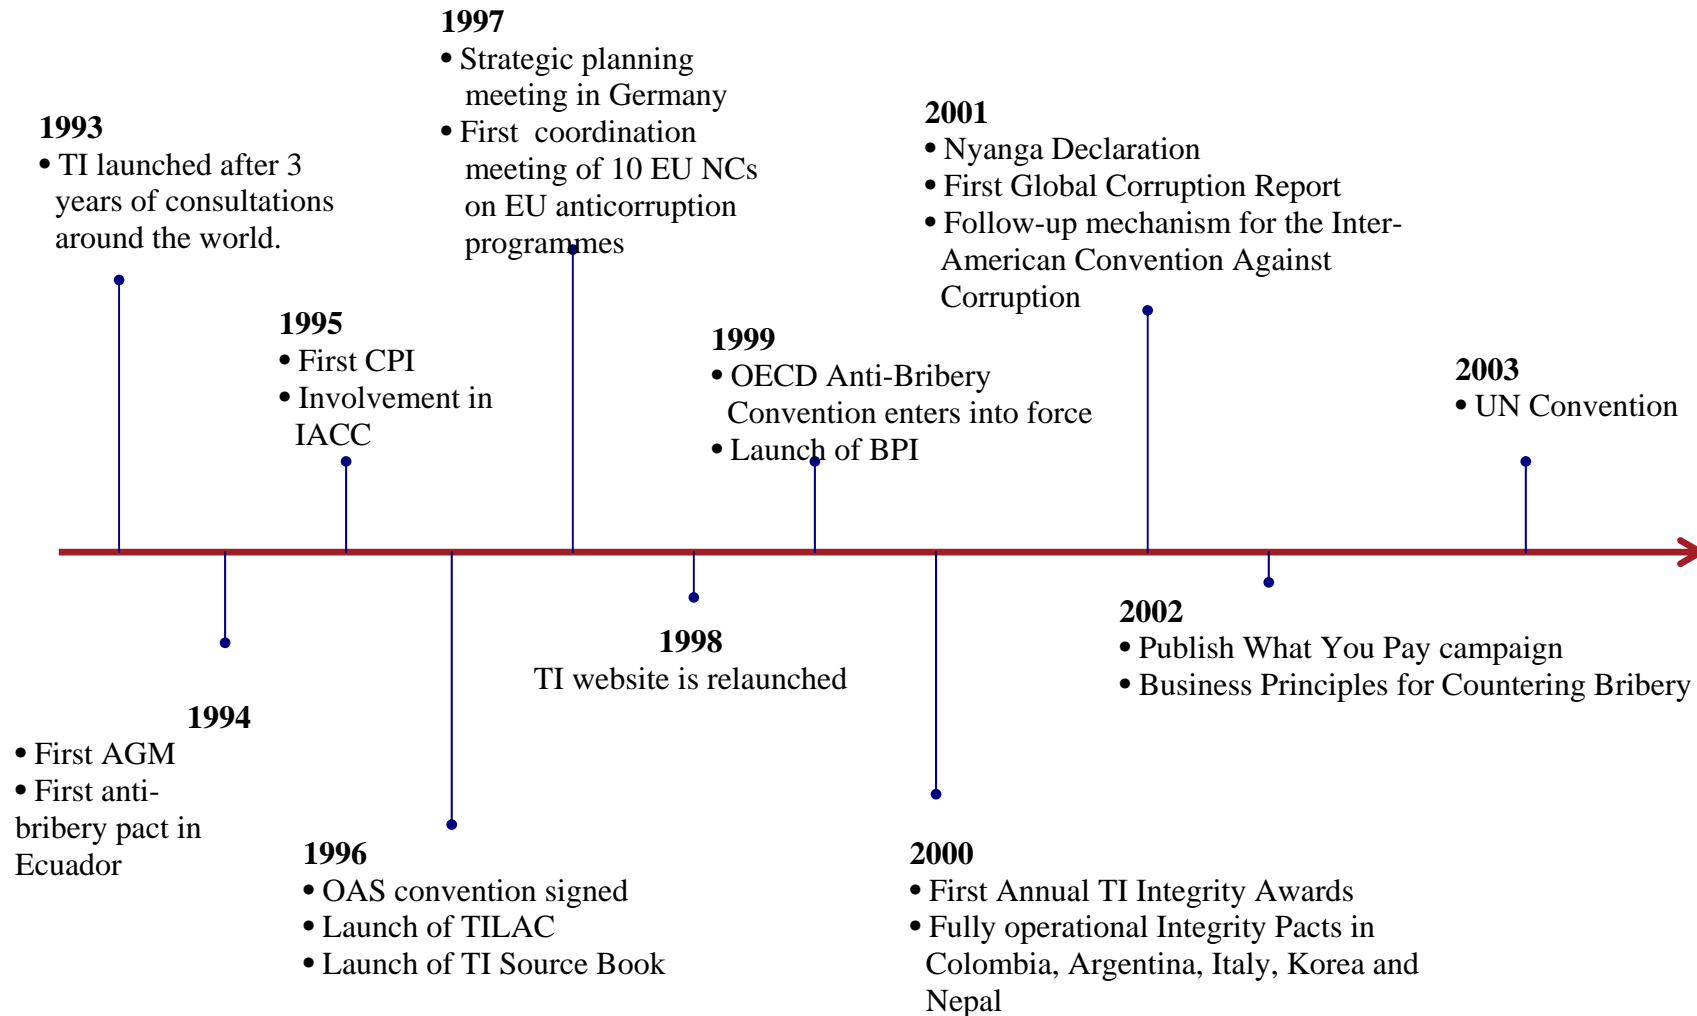 1993
• TI launched after 3
years of consultations
around the world.
1994
• First AGM
• First anti-
bribery pact in
Ecuador
1995
• First CPI
• Involvement in
IACC
1996
• OAS convention signed
• Launch of TILAC
• Launch of TI Source Book
1997
• Strategic planning
meeting in Germany
• First coordination
meeting of 10 EU NCs
on EU anticorruption
programmes
1998
TI website is relaunched
1999
• OECD Anti-Bribery
Convention enters into force
• Launch of BPI
2000
• First Annual TI Integrity Awards
• Fully operational Integrity Pacts in
Colombia, Argentina, Italy, Korea and
Nepal
2001
• Nyanga Declaration
• First Global Corruption Report
• Follow-up mechanism for the Inter-
American Convention Against
Corruption
2002
• Publish What You Pay campaign
• Business Principles for Countering Bribery
2003
• UN Convention